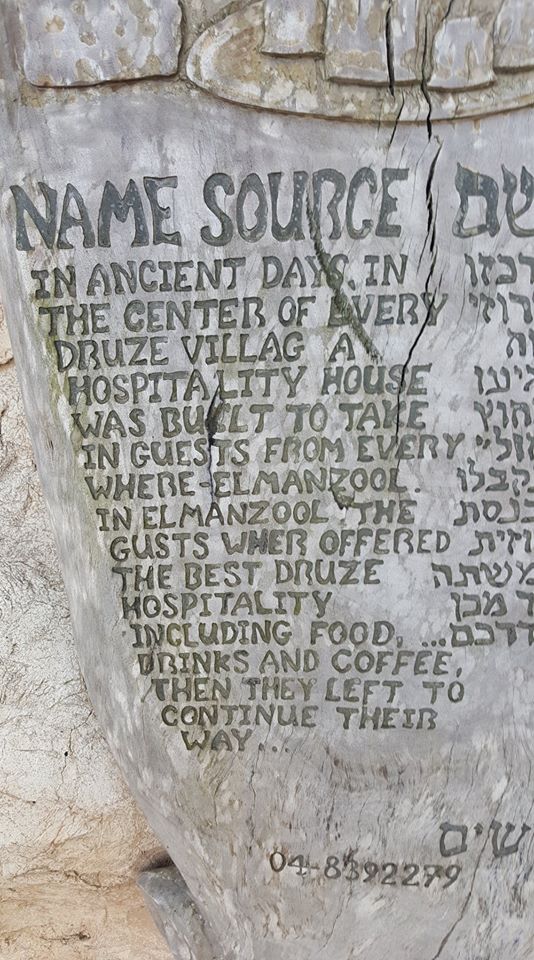 NAME SOURCE
IN ANCIENT DAYS, IN
THE CENTER OF EVERY
DRUZE VILLAG A
HOSPITALITY HOUSE
WAS BUILT TO TAKE
IN GUESTS FROM EVERY
WHERE-ELMANZOOL.
IN ELMANZOOL THE
GUSTS WHER OFFERED
THE BEST DRUZE
HOSPITALITY
INCLUDING FOOD,
DRINKS AND COFFEE,
THEN THEY LEFT TO
CONTINUE THEIR
WAY...
מכן
דרכם...
04-8392279